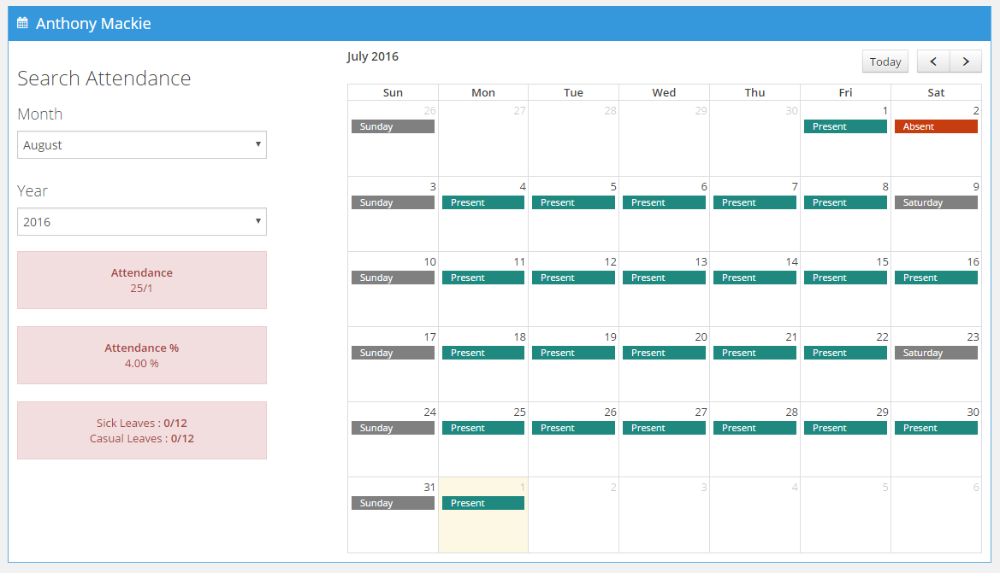 Anthony Mackie
Search Attendance
Month
August
Year
2016
Attendance
25/1
Attendance %
4.00 %
Sick Leaves : 0/12
Casual Leaves : 0/12
July 2016
Today
Sun Mon Tue Wed Thu Fri Sat
26 27 28 29 30 1 2
Sunday Present Absent
3 4 5 6 7 8 9
Sunday Present Present Present Present Present Saturday
10 11 12 13 14 15 16
Sunday Present Present Present Present Present Present
17 18 19 20 21 22 23
Sunday Present Present Present Present Present Saturday
24 25 26 27 28 29 30
Sunday Present Present Present Present Present Present
31 1 2 3 4 5 6
Sunday Present